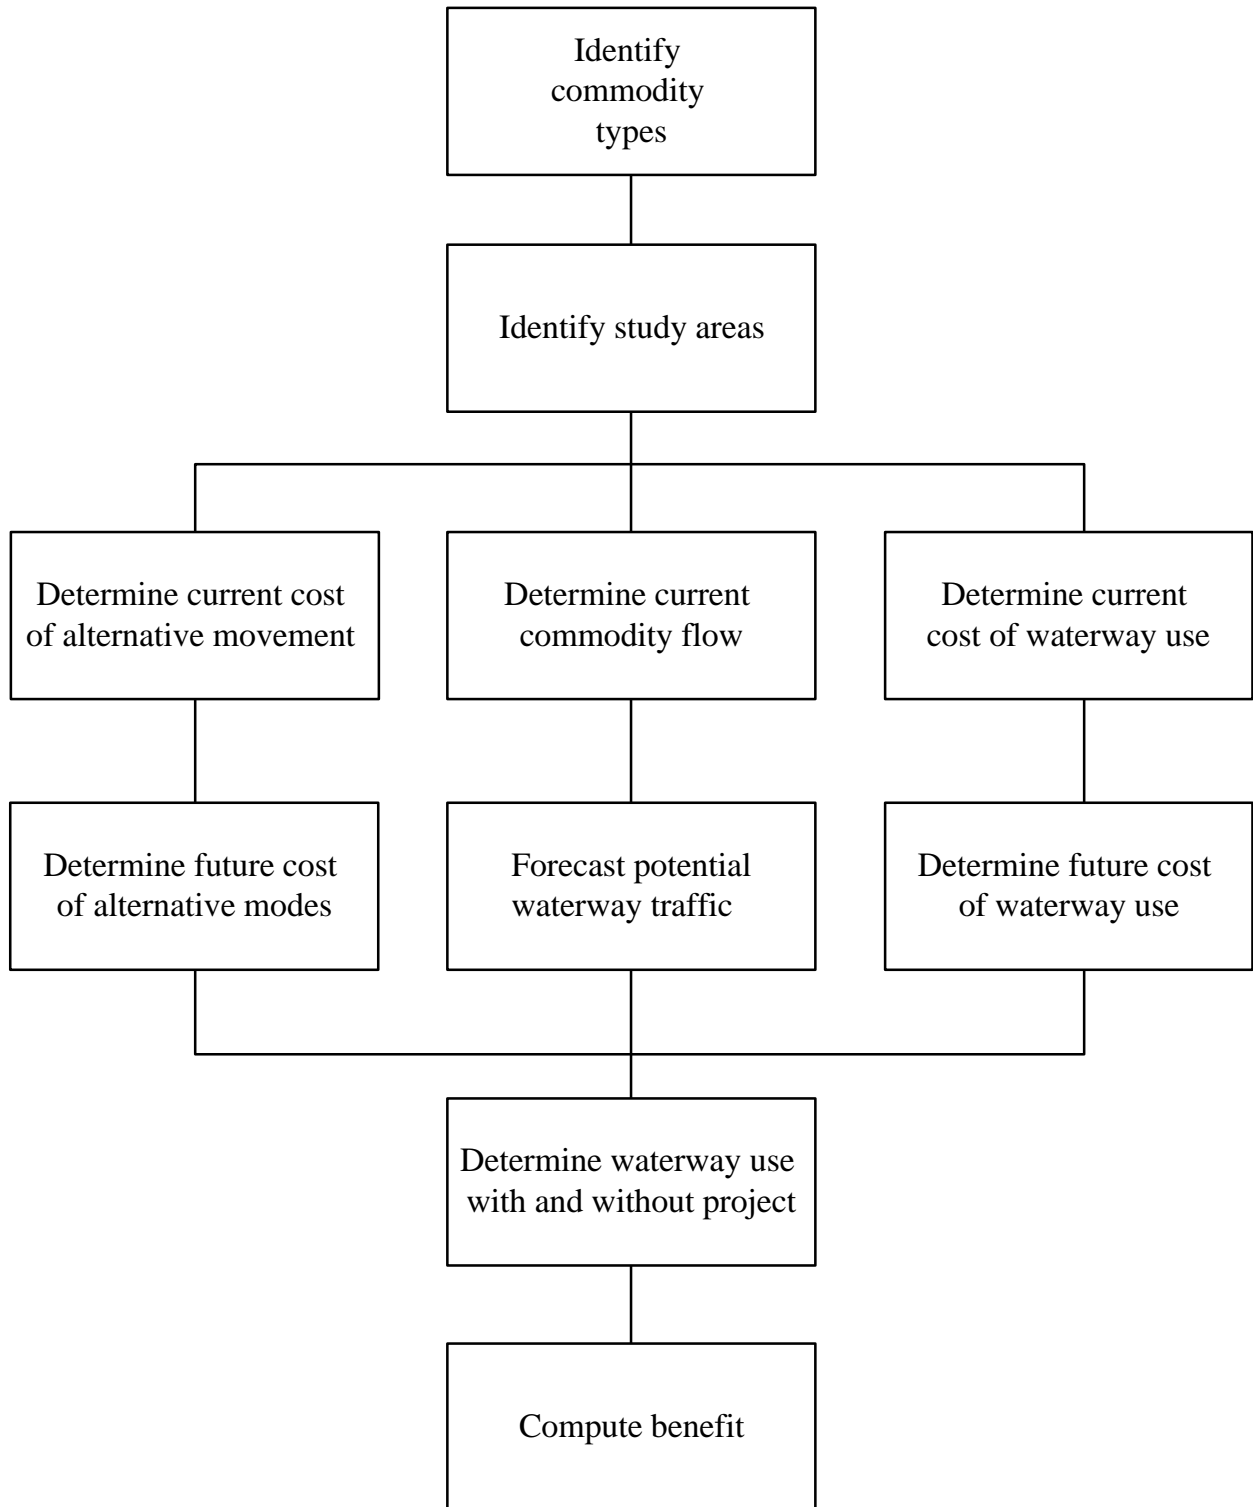 Identify
commodity
types
Identify study areas
Determine current cost
of alternative movement
Determine current
commodity flow
Determine current
cost of waterway use
Determine future cost
of alternative modes
Forecast potential
waterway traffic
Determine future cost
of waterway use
Determine waterway use
with and without project
Compute benefit